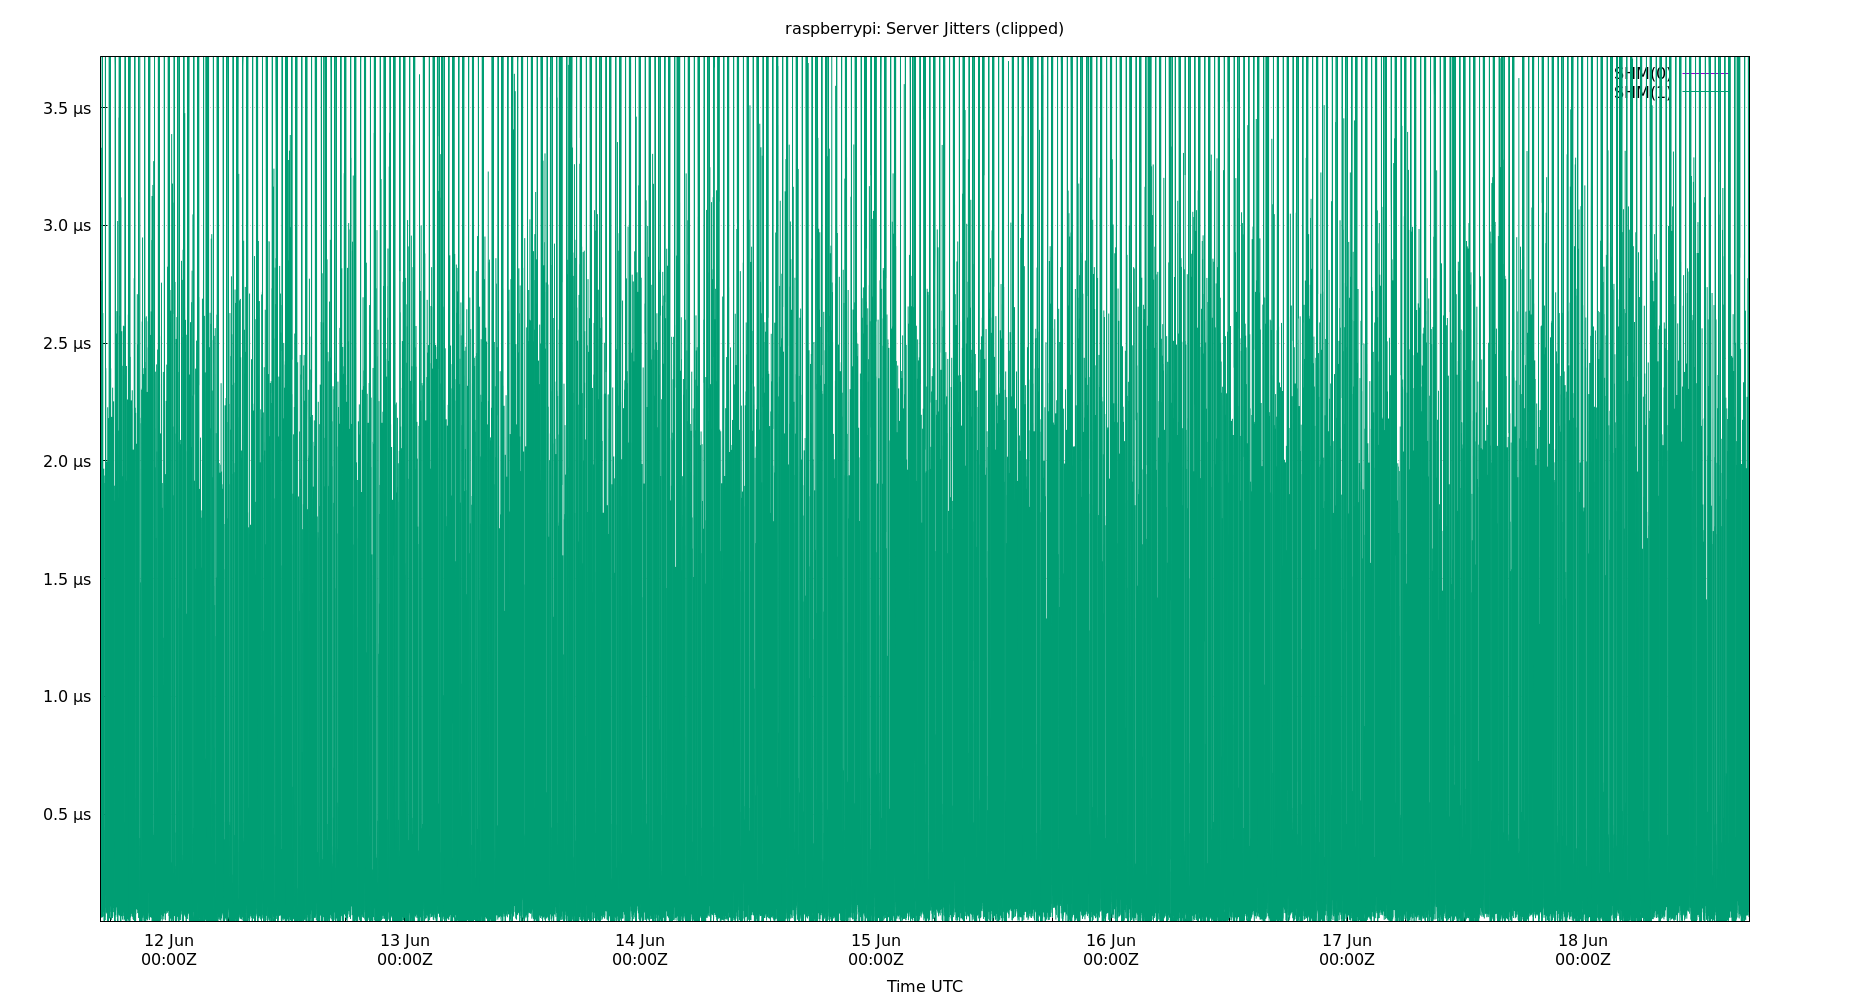 raspberrypi: Server Jitters (clipped)
SHM(0)
SHM(1)
3.5 µs
3.0 µs
2.5 µs
2.0 µs
1.5 µs
1.0 µs
0.5 µs
12 Jun 13 Jun 14 Jun 15 Jun 16 Jun 17 Jun 18 Jun
00:00Z 00:00Z 00:00Z 00:00Z 00:00Z 00:00Z 00:00Z
Time UTC